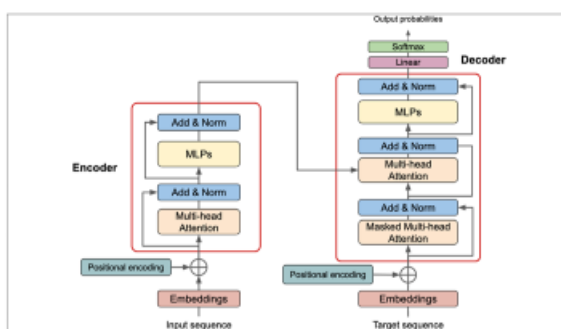 Output probabilities
Softmax
Linear
Decoder
Add & Norm
MLPs
Add & Norm
Multi-head
Attention
Add & Norm
Masked Multi-head
Attention
Positional encoding
Embeddings
Target sequence
Encoder
Add & Norm
MLPs
Add & Norm
Multi-head
Attention
Positional encoding
Embeddings
Input sequence